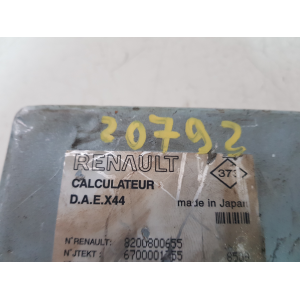 20792
RENAULT
CALCULATEUR
D.A.E.X44
373
made in Japan
N°RENAULT: 8200800655
N°JTEKT: